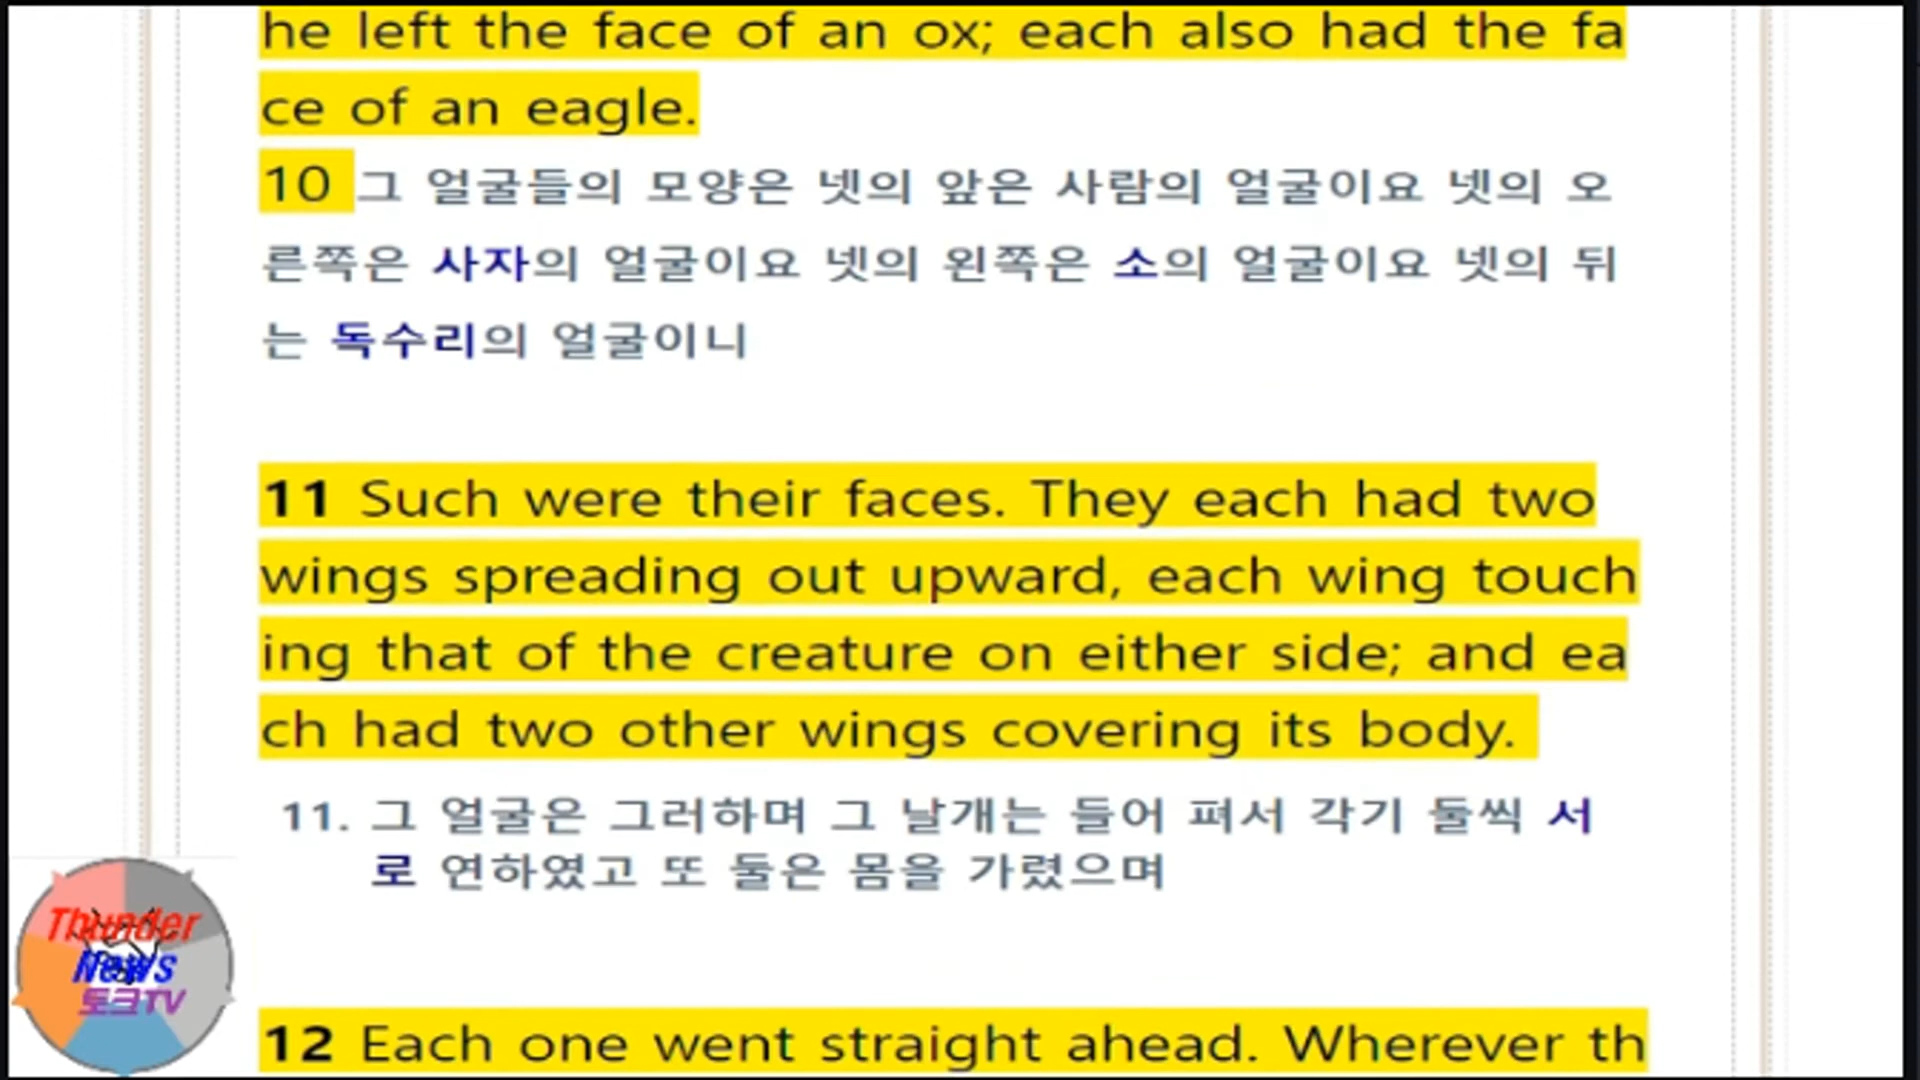 he left the face of an ox; each also had the fa
ce of an eagle.
10 그 얼굴들의 모양은 넷의 앞은 사람의 얼굴이요 넷의 오
른쪽은 사자의 얼굴이요 넷의 왼쪽은 소의 얼굴이요 넷의 뒤
는 독수리의 얼굴이니
11 Such were their faces. They each had two
wings spreading out upward, each wing touch
ing that of the creature on either side; and ea
ch had two other wings covering its body.
11. 그 얼굴은 그러하며 그 날개는 들어 펴서 각기 둘씩 서
로 연하였고 또 둘은 몸을 가렸으며
12 Each one went straight ahead. Wherever th
Thunder
News
토크TV